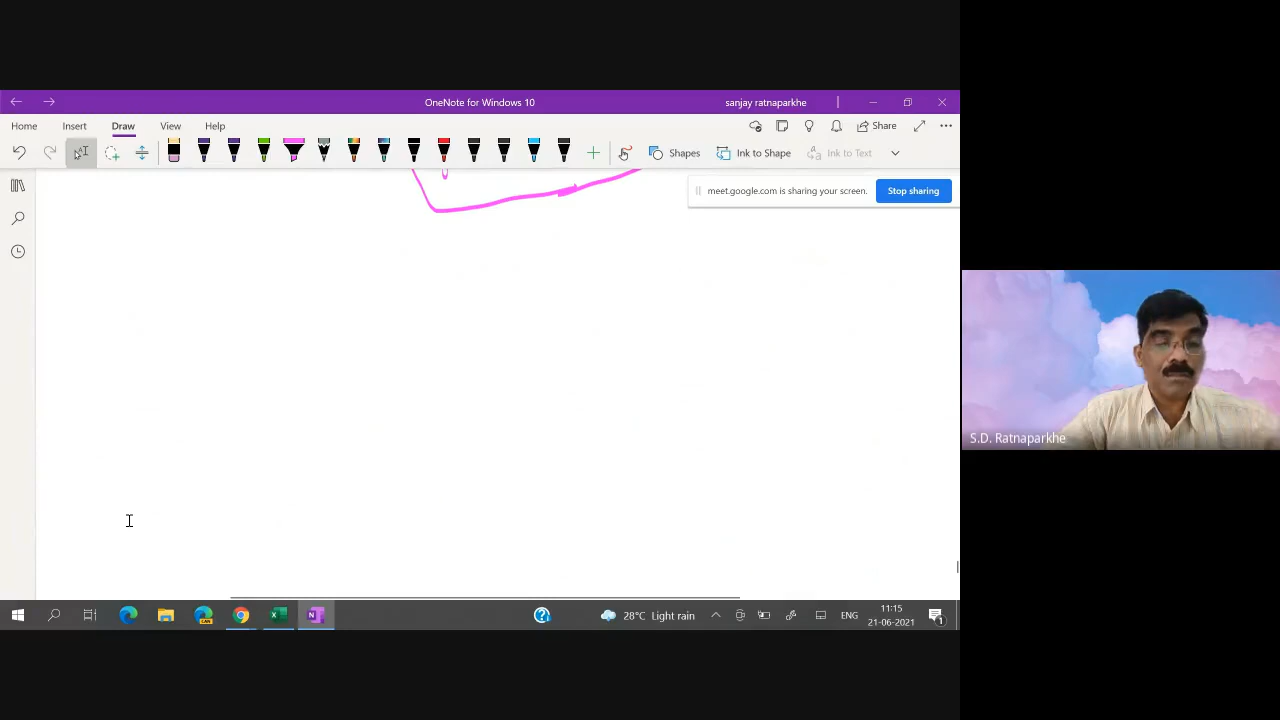 OneNote for Windows 10
sanjay ratnaparkhe
Home
Insert
Draw
View
Help
Share
Shapes
Ink to Shape
Ink to Text
meet.google.com is sharing your screen.
Stop sharing
S.D. Ratnaparkhe
28°C Light rain
ENG
11:15
21-06-2021
1